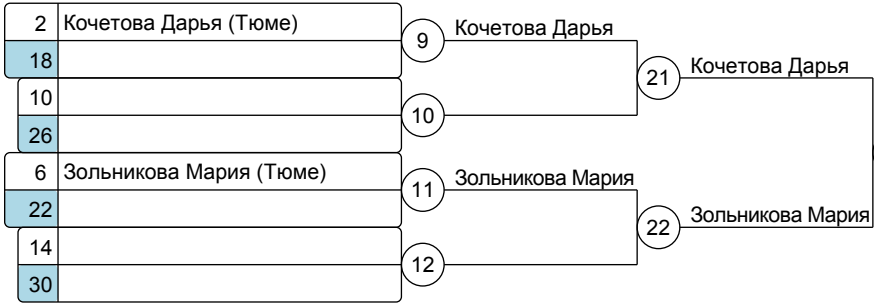 2 Кочетова Дарья (Тюме)
18
9 Кочетова Дарья
10
26
10
21 Кочетова Дарья
6 Зольникова Мария (Тюме)
22
11 Зольникова Мария
14
30
12
22 Зольникова Мария